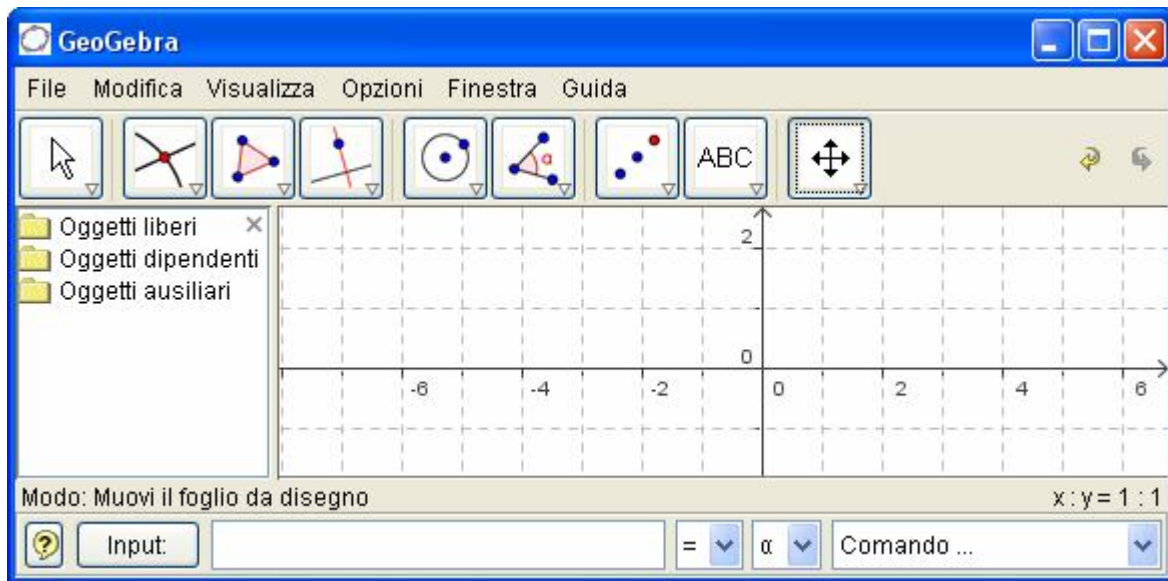 GeoGebra
File Modifica Visualizza Opzioni Finestra Guida
α ABC
Oggetti liberi
Oggetti dipendenti
Oggetti ausiliari
2
0
-6 -4 -2 0 2 4 6
Modo: Muovi il foglio da disegno x : y = 1 : 1
? Input: = α Comando ...